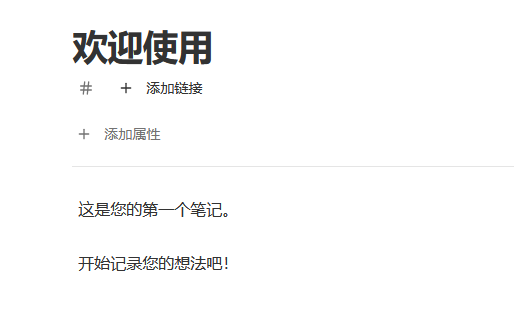 欢迎使用
# + 添加链接
+ 添加属性
这是您的第一个笔记。
开始记录您的想法吧！